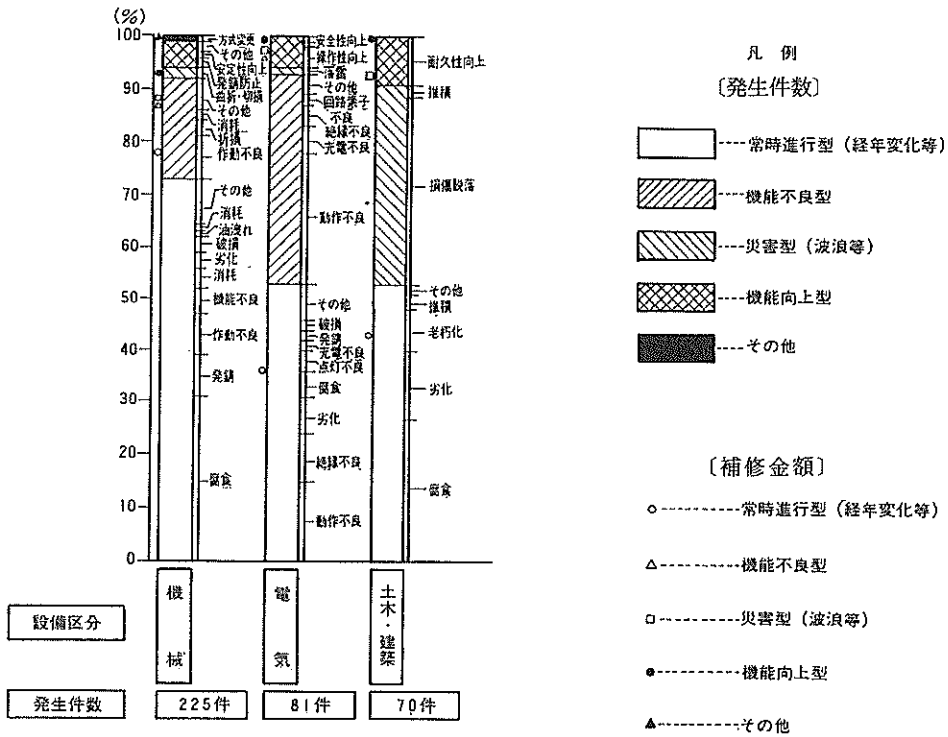 (%)
100
90
80
70
60
50
40
30
20
10
0
方式変更
その他
安定性向上
発錆防止
曲折・切損
その他
消耗
折損
作動不良
その他
消耗
油洩れ
破損
劣化
消耗
機能不良
作動不良
発錆
腐食
安全性向上
操作性向上
落雷
その他
回路素子
不良
絶縁不良
充電不良
動作不良
その他
破損
発錆
充電不良
点灯不良
腐食
劣化
絶縁不良
動作不良
耐久性向上
堆積
損傷脱落
その他
堆積
老朽化
劣化
腐食
設備区分
機械
電気
土木・建築
発生件数
225件
81件
70件
凡例
〔発生件数〕
常時進行型（経年変化等）
機能不良型
災害型（波浪等）
機能向上型
その他
〔補修金額〕
常時進行型（経年変化等）
機能不良型
災害型（波浪等）
機能向上型
その他